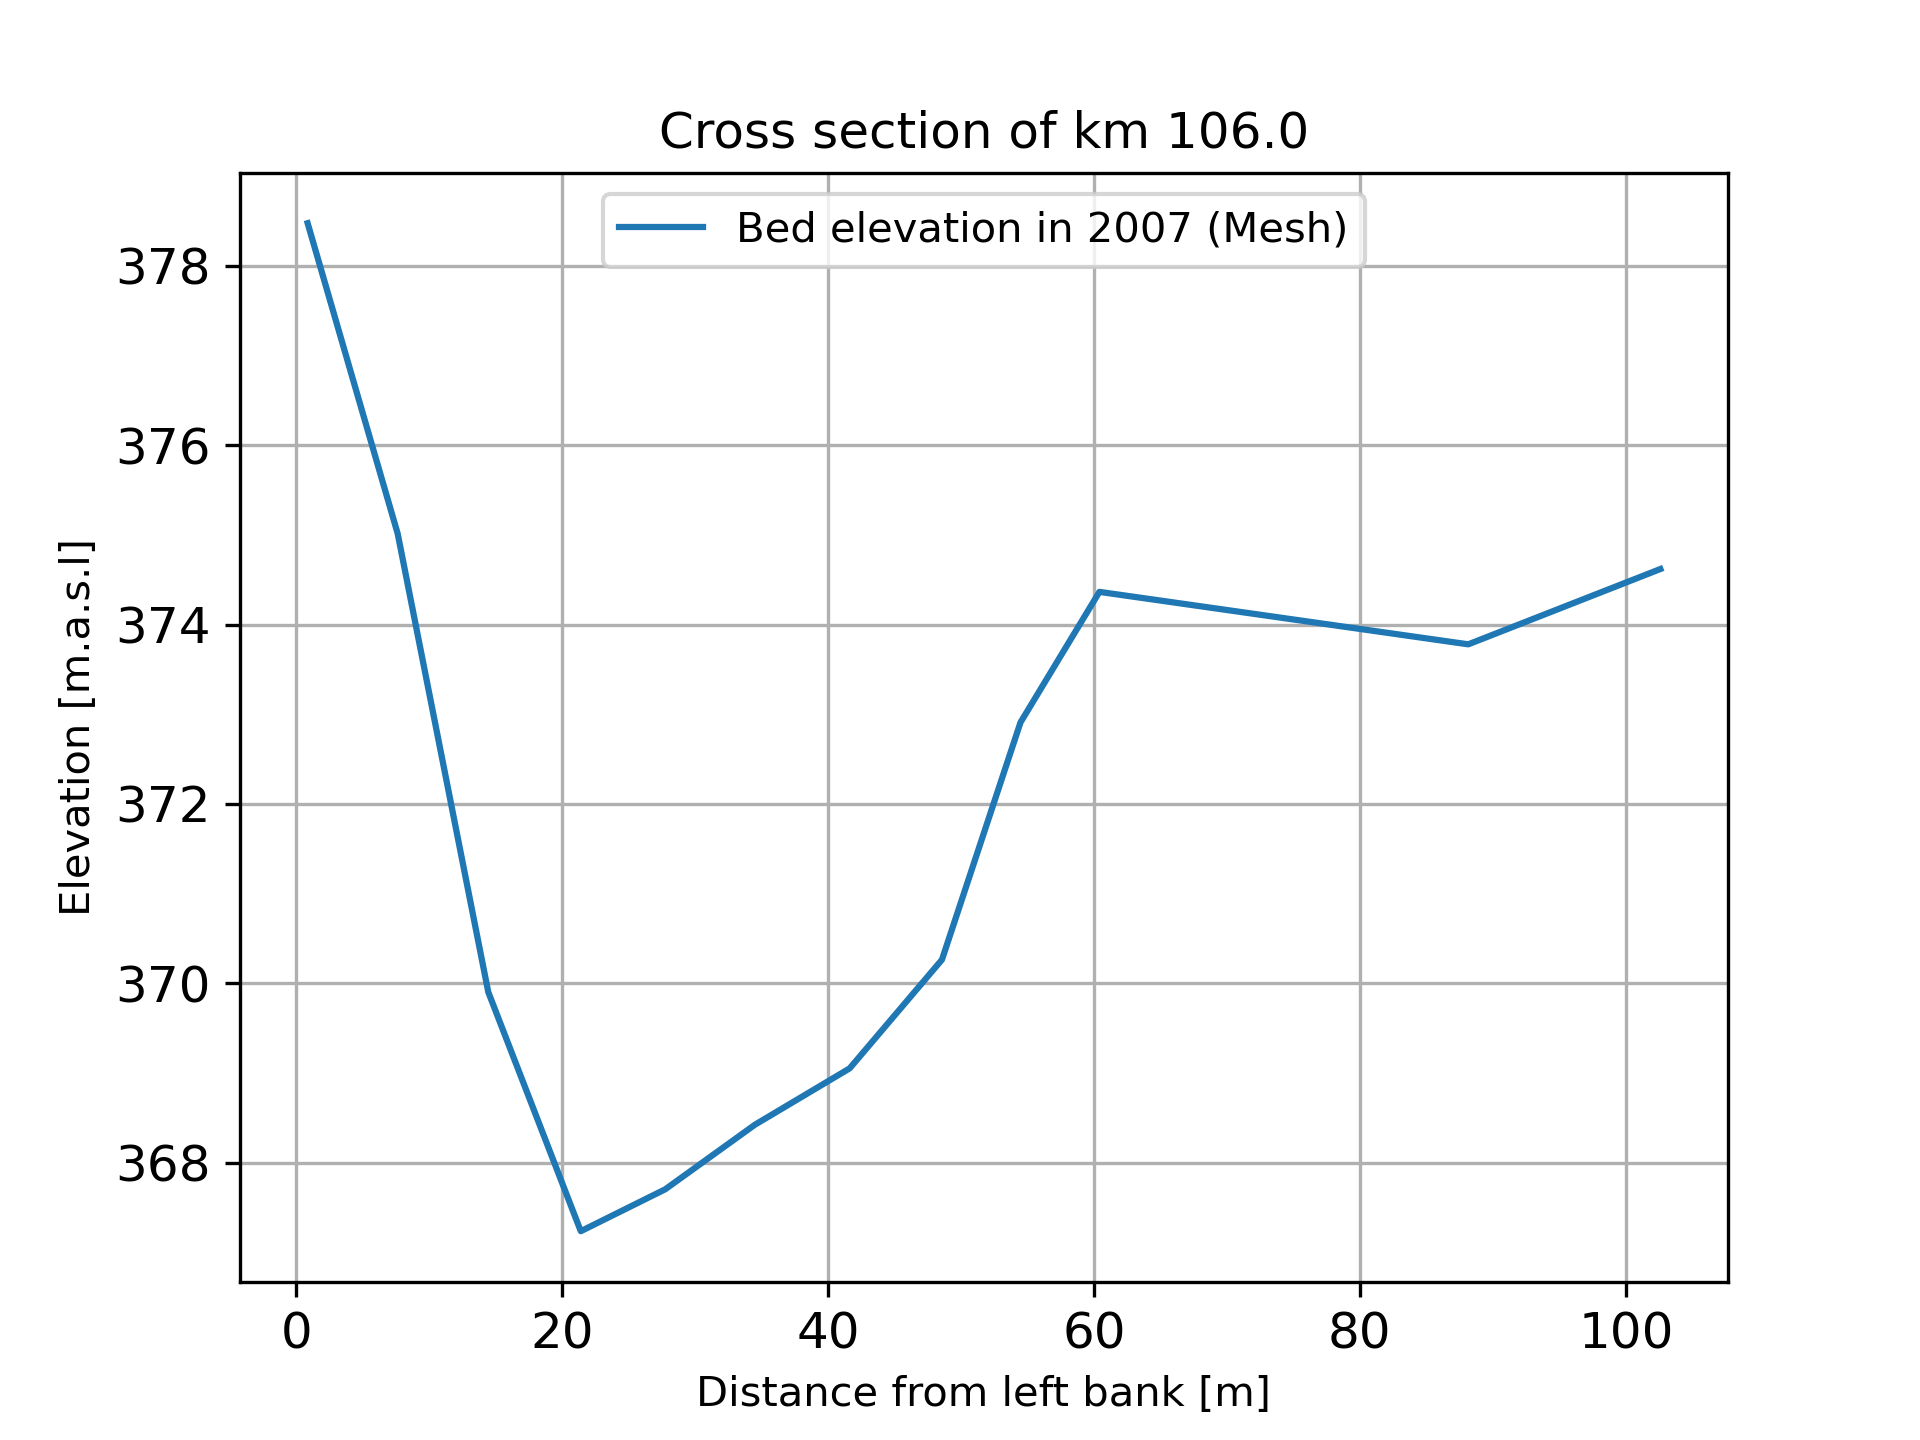 Cross section of km 106.0
Bed elevation in 2007 (Mesh)
378
376
374
372
370
368
Elevation [m.a.s.l]
0 20 40 60 80 100
Distance from left bank [m]